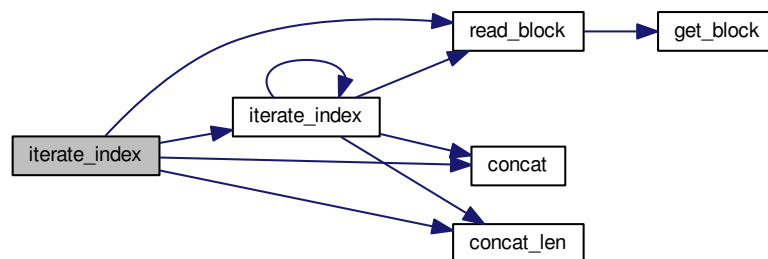 read_block
get_block
iterate_index
iterate_index
concat
concat_len